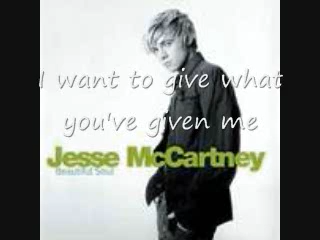 I want to give what
you've given me
Jesse McCartney
Beautiful Soul